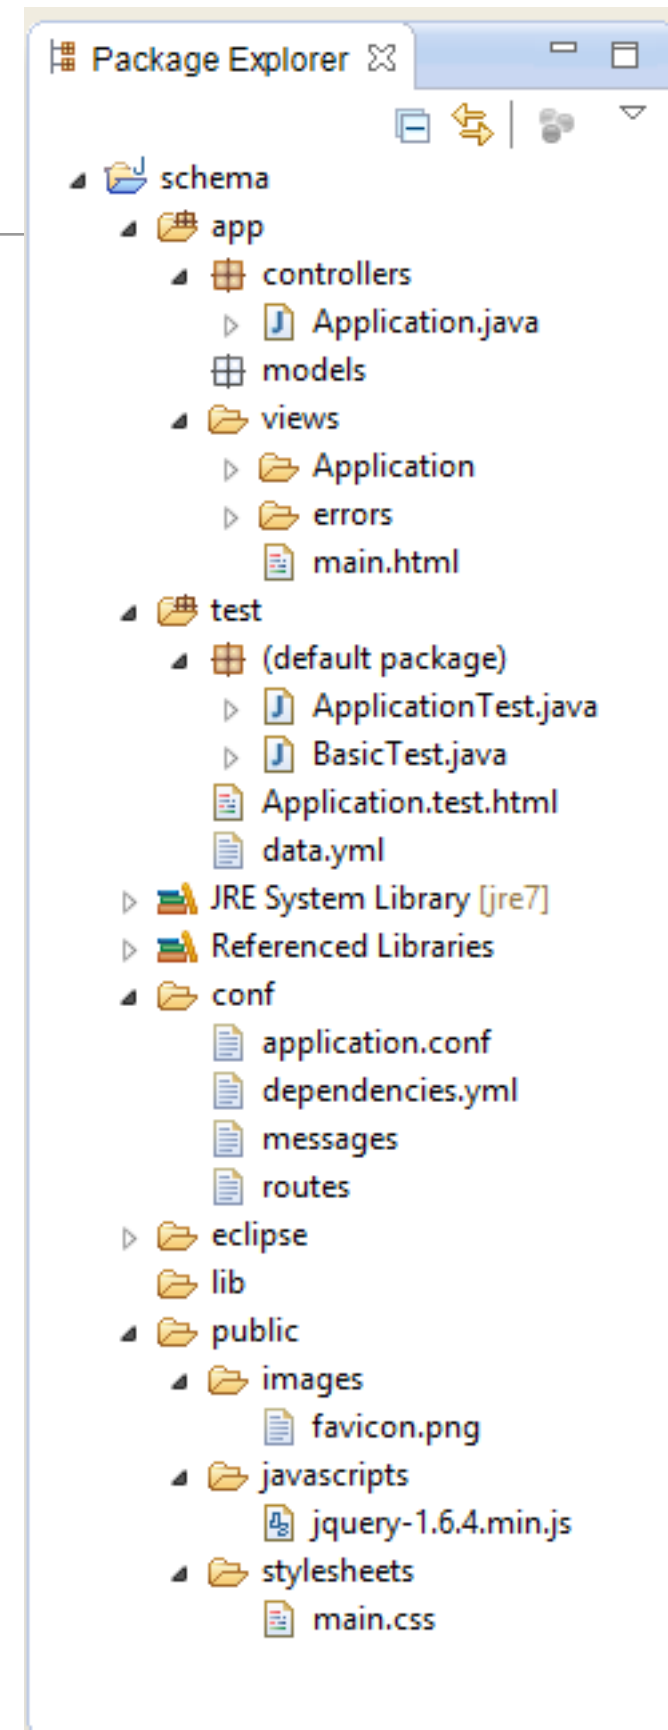 Package Explorer
schema
app
controllers
Application.java
models
views
Application
errors
main.html
test
(default package)
ApplicationTest.java
BasicTest.java
Application.test.html
data.yml
JRE System Library [jre7]
Referenced Libraries
conf
application.conf
dependencies.yml
messages
routes
eclipse
lib
public
images
favicon.png
javascripts
jquery-1.6.4.min.js
stylesheets
main.css